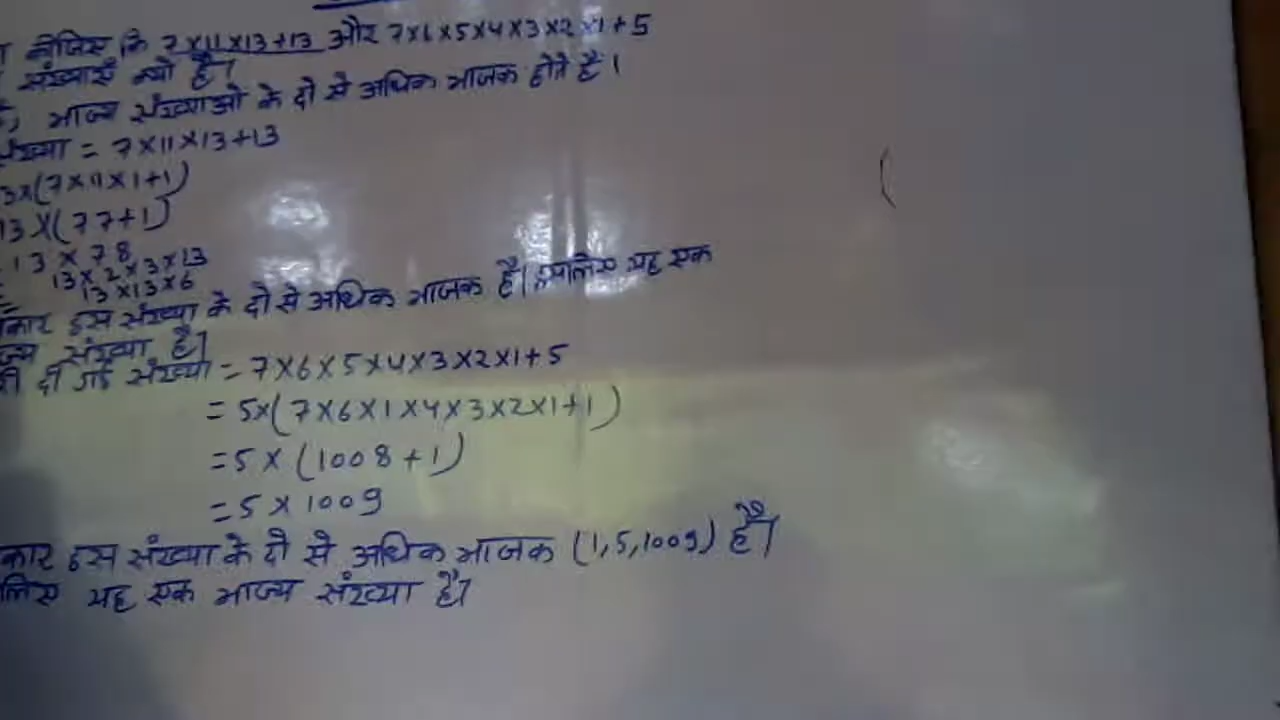 कीजिए कि 7×11×13+13 और 7×6×5×4×3×2×1+5
संख्याएं क्यों है।
भाज्य संख्याओ के दो से अधिक भाजक होते है।
संख्या = 7×11×13+13
3×(7×11×1+1)
13×(77+1)
13×78
13×2×3×13
13×13×6
कार इस संख्या के दो से अधिक भाजक है। इसलिए यह एक
ज्य संख्या है।
दी गई संख्या = 7×6×5×4×3×2×1+5
= 5×(7×6×1×4×3×2×1+1)
= 5×(1008+1)
= 5×1009
कार इस संख्या के दो से अधिक भाजक (1,5,1009) है।
लिए यह एक भाज्य संख्या है।
(